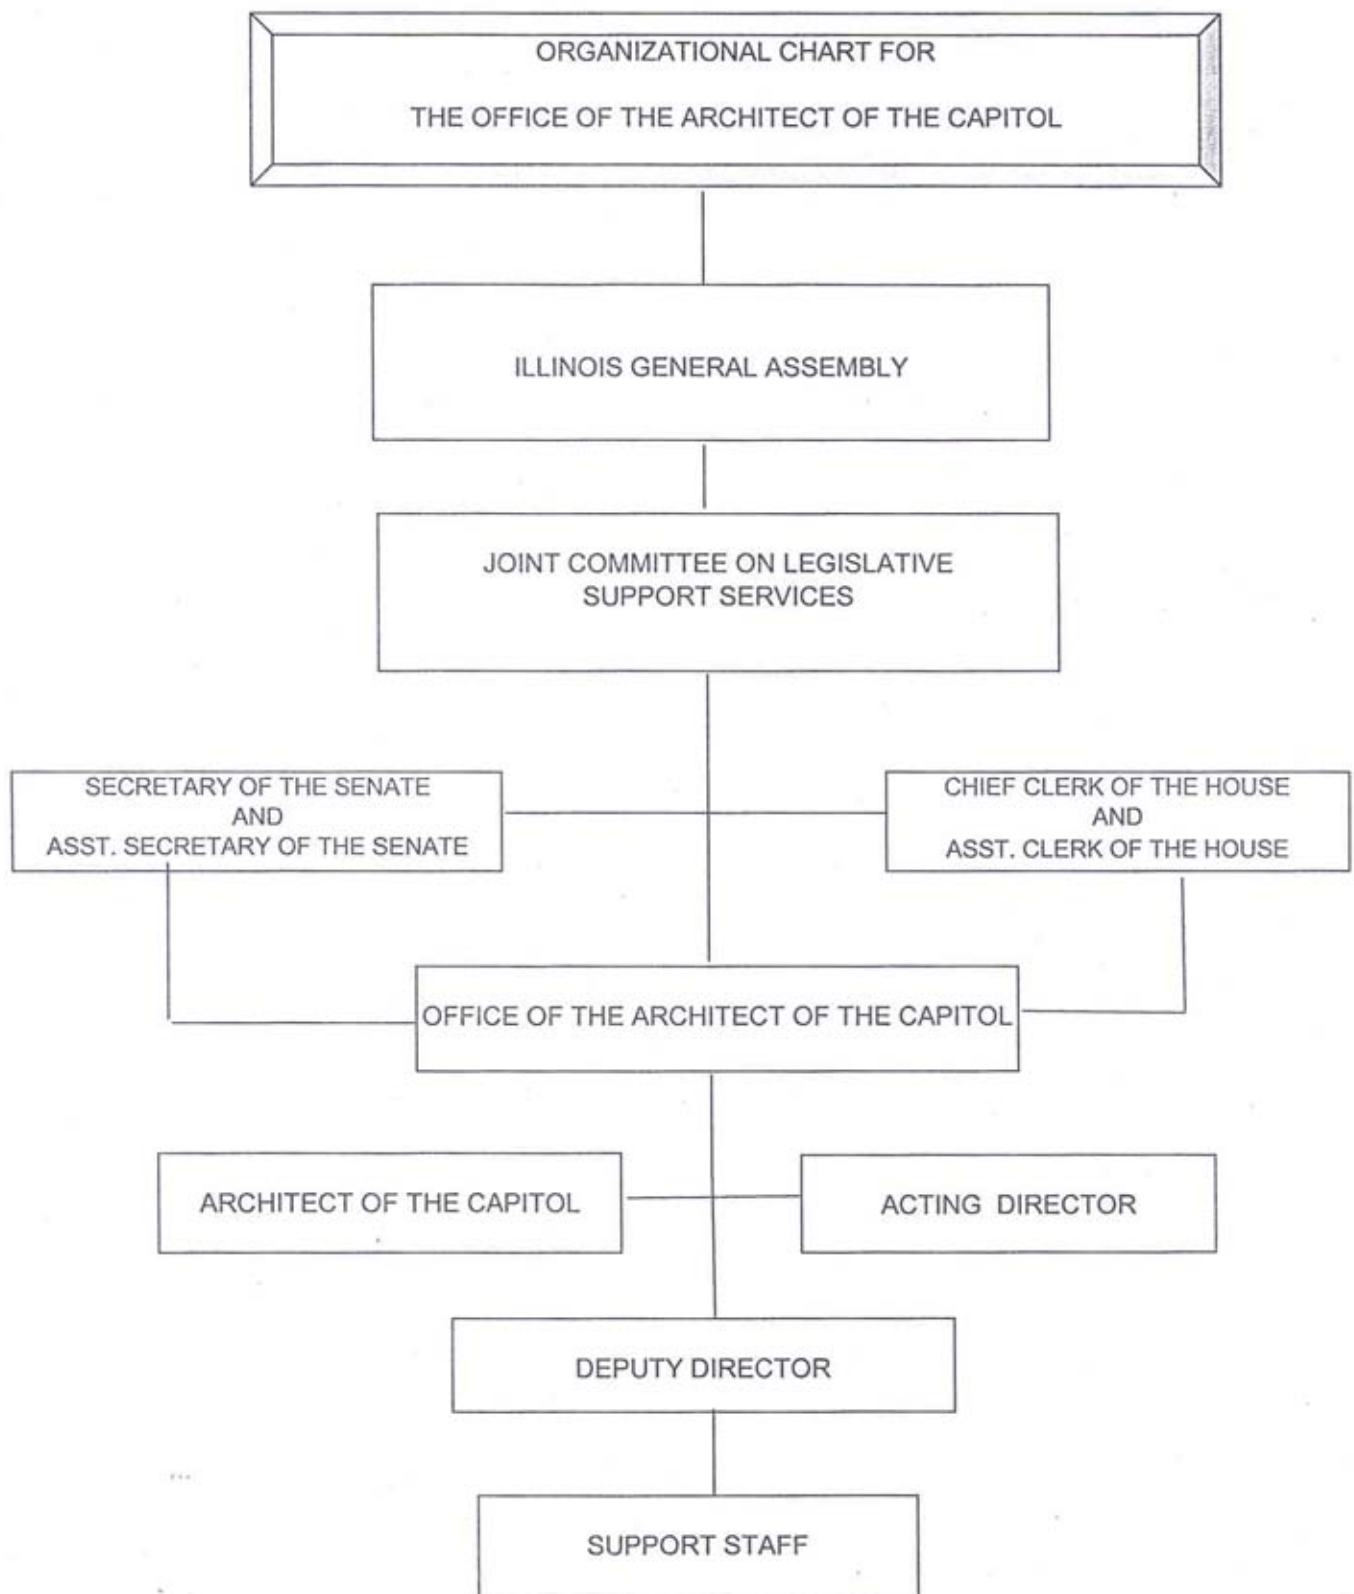 ORGANIZATIONAL CHART FOR
THE OFFICE OF THE ARCHITECT OF THE CAPITOL
ILLINOIS GENERAL ASSEMBLY
JOINT COMMITTEE ON LEGISLATIVE
SUPPORT SERVICES
SECRETARY OF THE SENATE
AND
ASST. SECRETARY OF THE SENATE
CHIEF CLERK OF THE HOUSE
AND
ASST. CLERK OF THE HOUSE
OFFICE OF THE ARCHITECT OF THE CAPITOL
ARCHITECT OF THE CAPITOL
ACTING DIRECTOR
DEPUTY DIRECTOR
SUPPORT STAFF